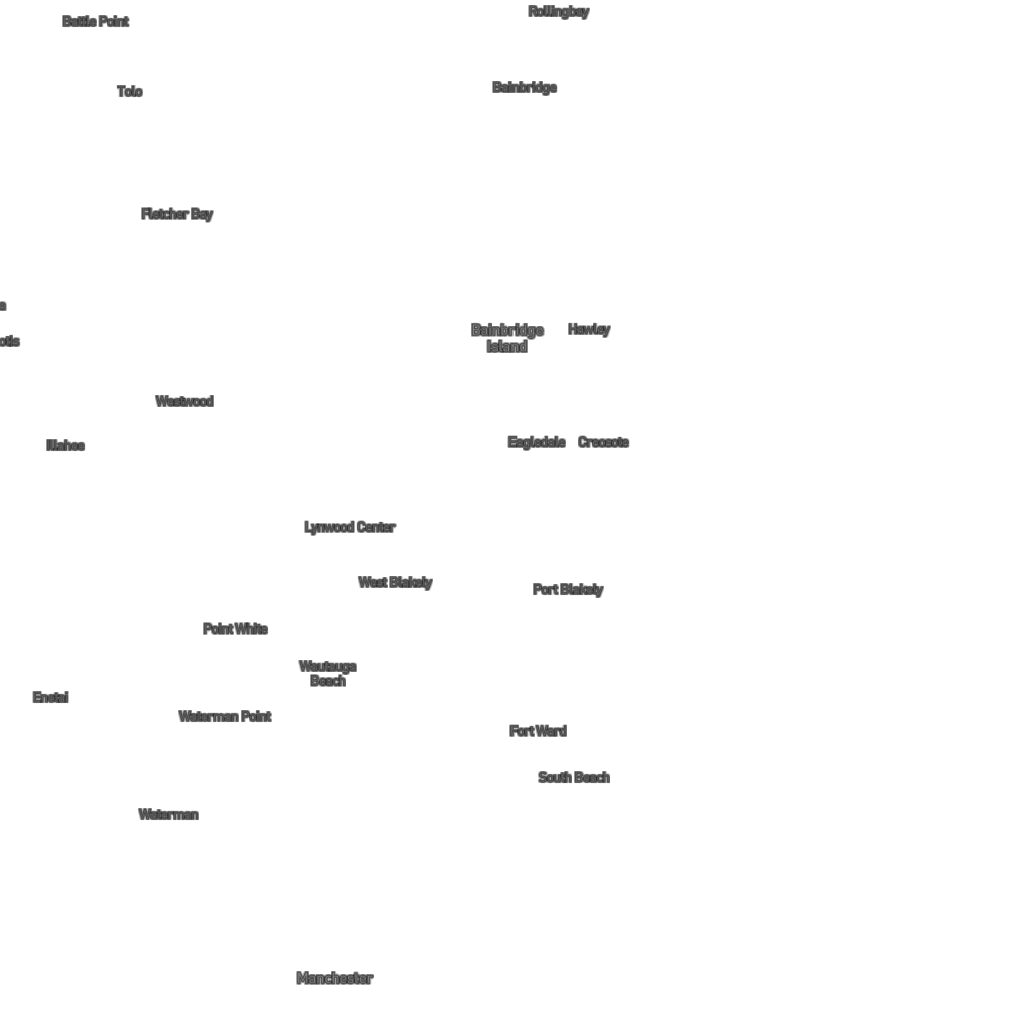 Rollingbay
Battle Point
Bainbridge
Tolo
Fletcher Bay
Bainbridge
Island
Hawley
Westwood
Illahee
Eagledale
Creosote
Lynwood Center
West Blakely
Port Blakely
Point White
Wautauga
Beach
Enetai
Waterman Point
Fort Ward
South Beach
Waterman
Manchester